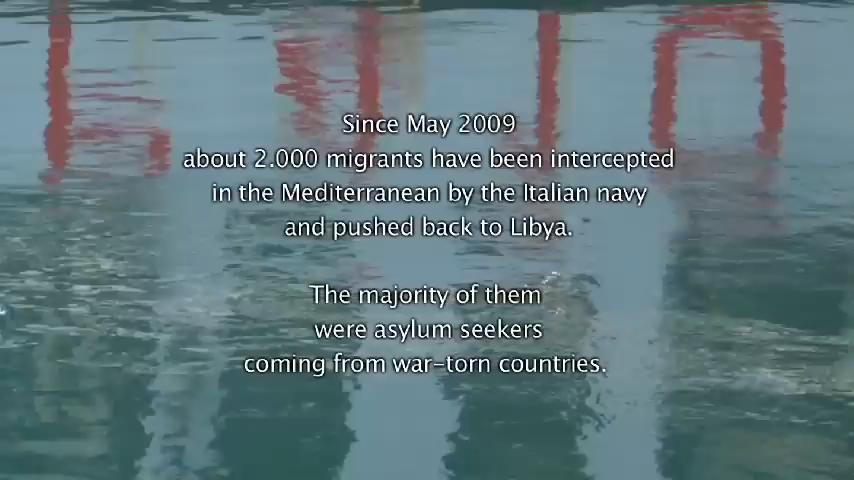 Since May 2009
about 2.000 migrants have been intercepted
in the Mediterranean by the Italian navy
and pushed back to Libya.
The majority of them
were asylum seekers
coming from war-torn countries.